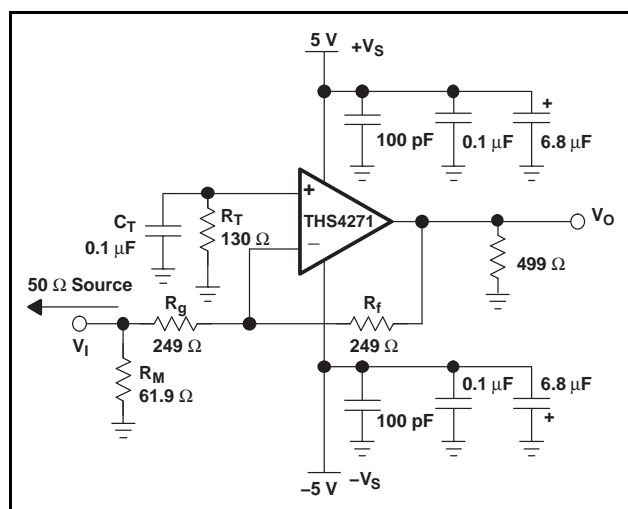 5 V
+VS
+
100 pF
0.1 µF
6.8 µF
+
THS4271
−
CT
0.1 µF
RT
130 Ω
VO
499 Ω
50 Ω Source
VI
Rg
249 Ω
Rf
249 Ω
RM
61.9 Ω
100 pF
0.1 µF
6.8 µF
+
−5 V
−VS